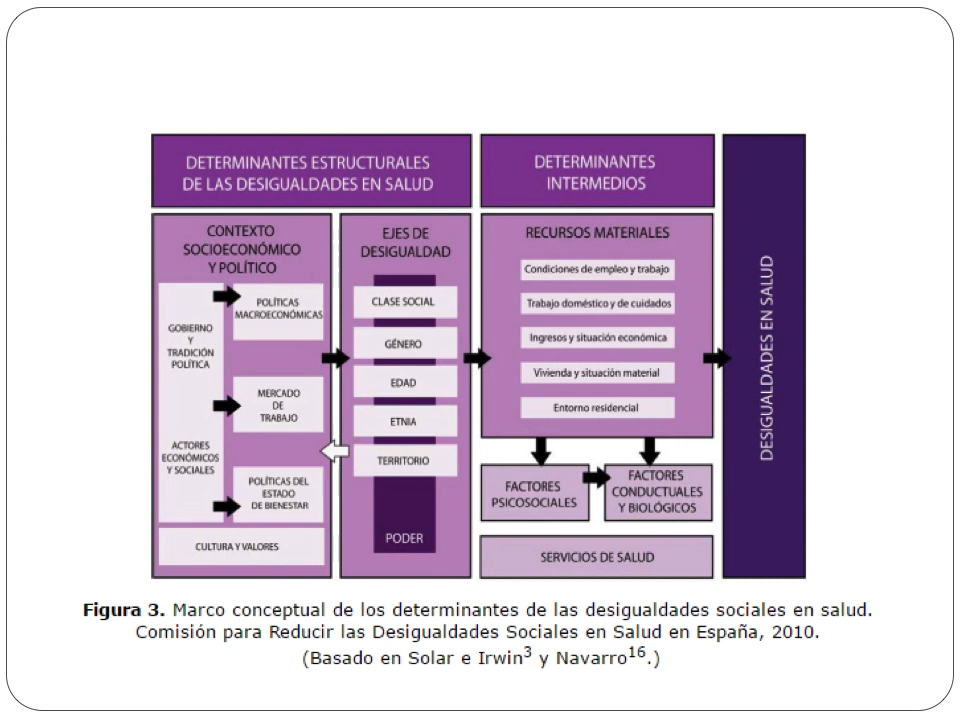 DETERMINANTES ESTRUCTURALES
DE LAS DESIGUALDADES EN SALUD
CONTEXTO
SOCIOECONÓMICO
Y POLÍTICO
GOBIERNO
Y
TRADICIÓN
POLÍTICA
ACTORES
ECONÓMICOS
Y SOCIALES
POLÍTICAS
MACROECONÓMICAS
MERCADO
DE
TRABAJO
POLÍTICAS DEL
ESTADO
DE BIENESTAR
CULTURA Y VALORES
EJES DE
DESIGUALDAD
CLASE SOCIAL
GÉNERO
EDAD
ETNIA
TERRITORIO
PODER
DETERMINANTES
INTERMEDIOS
RECURSOS MATERIALES
Condiciones de empleo y trabajo
Trabajo doméstico y de cuidados
Ingresos y situación económica
Vivienda y situación material
Entorno residencial
FACTORES
PSICOSOCIALES
FACTORES
CONDUCTUALES
Y BIOLÓGICOS
SERVICIOS DE SALUD
DESIGUALDADES EN SALUD
Figura 3. Marco conceptual de los determinantes de las desigualdades sociales en salud.
Comisión para Reducir las Desigualdades Sociales en Salud en España, 2010.
(Basado en Solar e Irwin3 y Navarro16.)